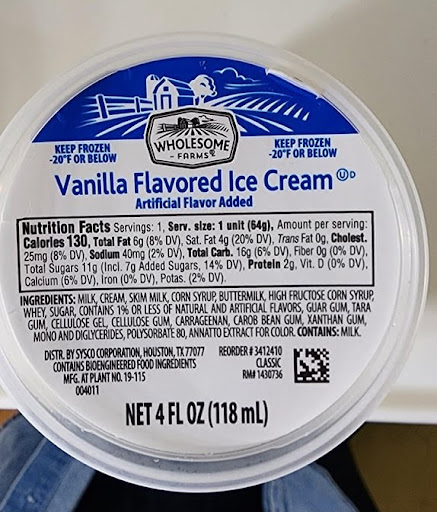 WHOLESOME
FARMS
KEEP FROZEN
-20°F OR BELOW
KEEP FROZEN
-20°F OR BELOW
Vanilla Flavored Ice Cream Ⓤ D
Artificial Flavor Added
Nutrition Facts Servings: 1, Serv. size: 1 unit (64g), Amount per serving:
Calories 130, Total Fat 6g (8% DV), Sat. Fat 4g (20% DV), Trans Fat 0g, Cholest.
25mg (8% DV), Sodium 40mg (2% DV), Total Carb. 16g (6% DV), Fiber 0g (0% DV),
Total Sugars 11g (Incl. 7g Added Sugars, 14% DV), Protein 2g, Vit. D (0% DV),
Calcium (6% DV), Iron (0% DV), Potas. (2% DV).
INGREDIENTS: MILK, CREAM, SKIM MILK, CORN SYRUP, BUTTERMILK, HIGH FRUCTOSE CORN SYRUP,
WHEY, SUGAR, CONTAINS 1% OR LESS OF NATURAL AND ARTIFICIAL FLAVORS, GUAR GUM, TARA
GUM, CELLULOSE GEL, CELLULOSE GUM, CARRAGEENAN, CAROB BEAN GUM, XANTHAN GUM,
MONO AND DIGLYCERIDES, POLYSORBATE 80, ANNATTO EXTRACT FOR COLOR. CONTAINS: MILK.
DISTR. BY SYSCO CORPORATION, HOUSTON, TX 77077
CONTAINS BIOENGINEERED FOOD INGREDIENTS
MFG. AT PLANT NO. 19-115
004011
REORDER # 3412410
CLASSIC
RM# 1430736
NET 4 FL OZ (118 mL)